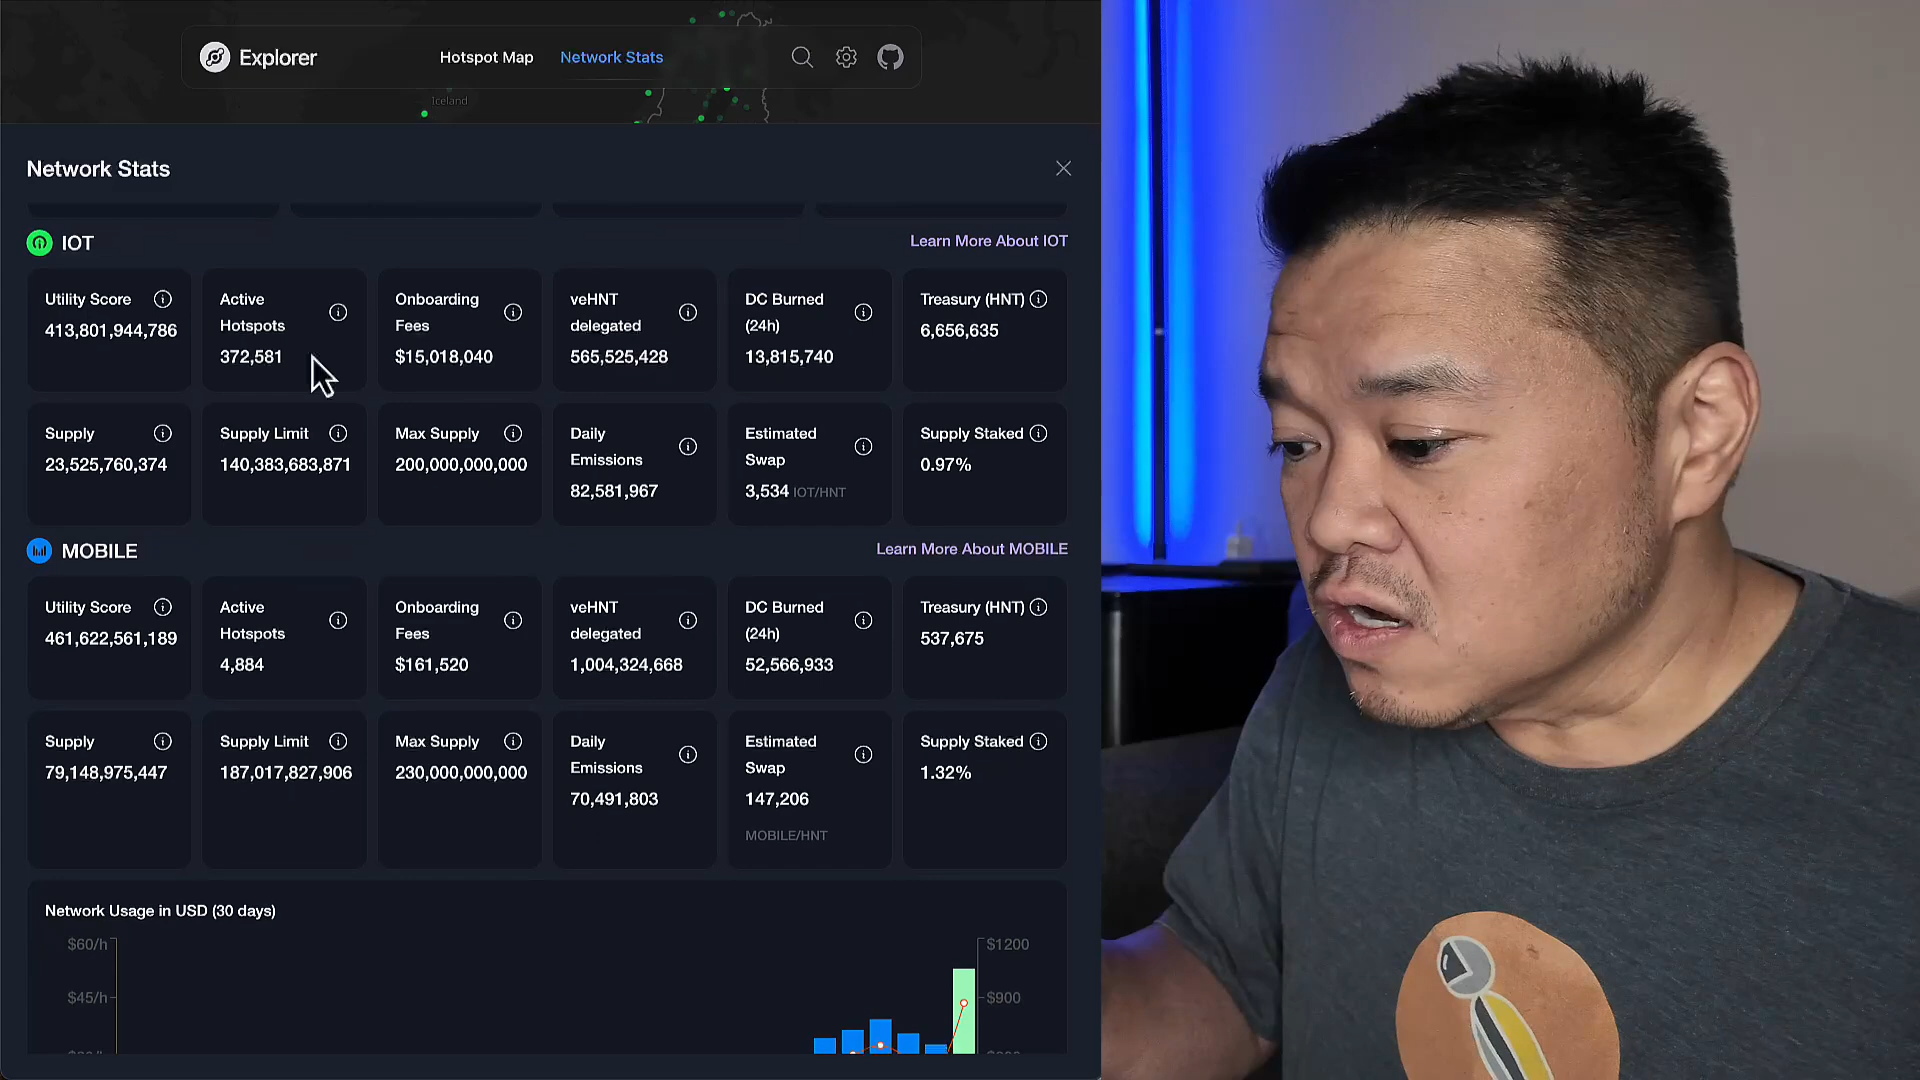 Explorer
Hotspot Map
Network Stats
Iceland
Network Stats
IOT
Learn More About IOT
Utility Score
413,801,944,786
Active
Hotspots
372,581
Onboarding
Fees
$15,018,040
veHNT
delegated
565,525,428
DC Burned
(24h)
13,815,740
Treasury (HNT)
6,656,635
Supply
23,525,760,374
Supply Limit
140,383,683,871
Max Supply
200,000,000,000
Daily
Emissions
82,581,967
Estimated
Swap
3,534 IOT/HNT
Supply Staked
0.97%
MOBILE
Learn More About MOBILE
Utility Score
461,622,561,189
Active
Hotspots
4,884
Onboarding
Fees
$161,520
veHNT
delegated
1,004,324,668
DC Burned
(24h)
52,566,933
Treasury (HNT)
537,675
Supply
79,148,975,447
Supply Limit
187,017,827,906
Max Supply
230,000,000,000
Daily
Emissions
70,491,803
Estimated
Swap
147,206
MOBILE/HNT
Supply Staked
1.32%
Network Usage in USD (30 days)
$60/h
$1200
$45/h
$900